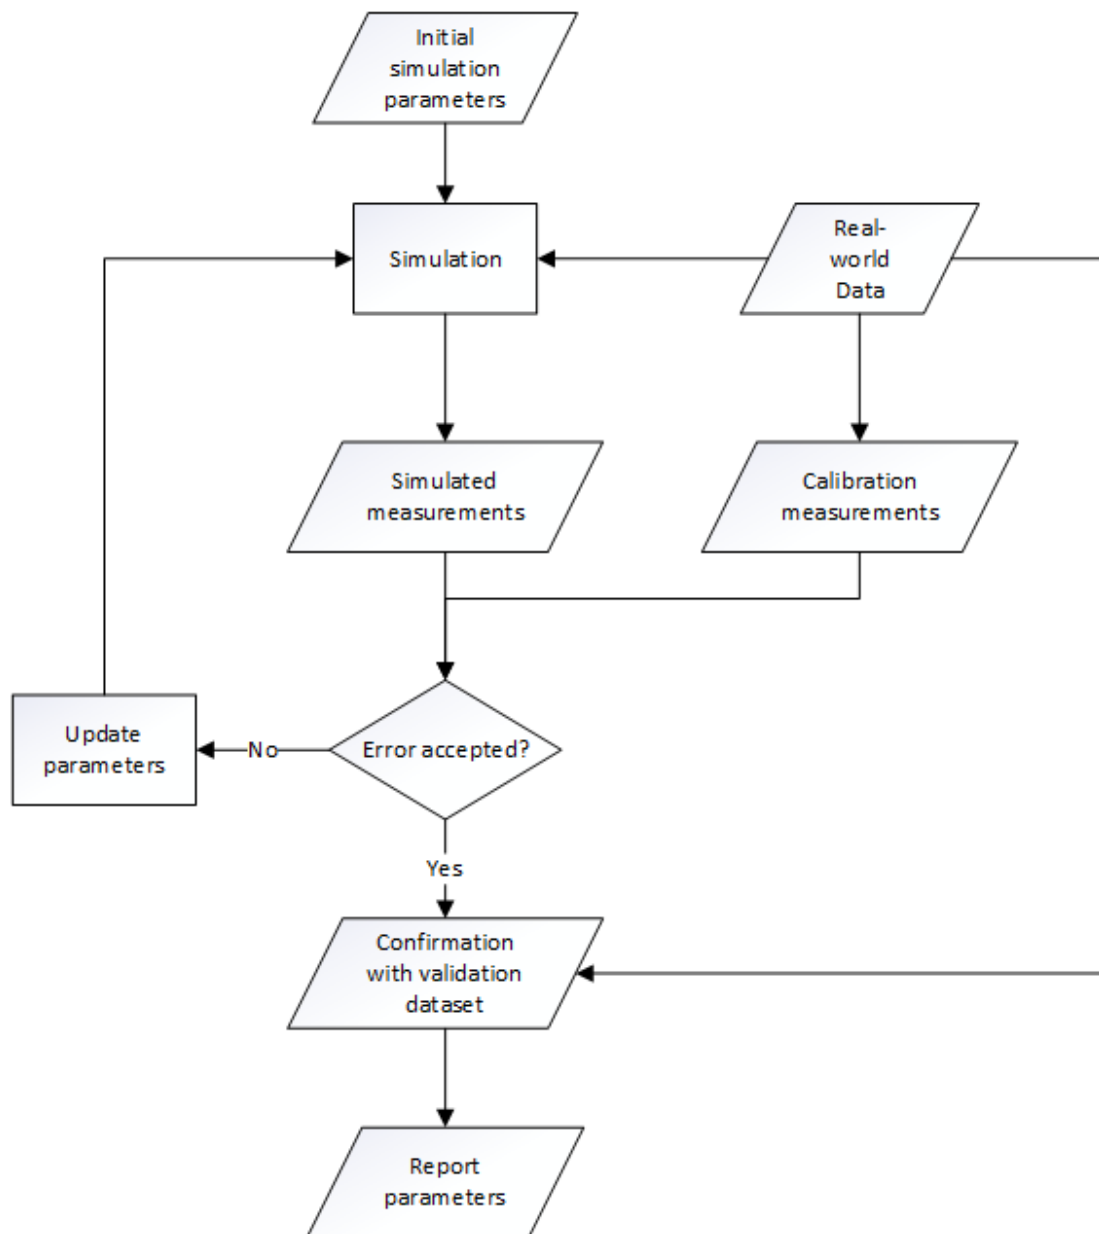 Initial
simulation
parameters
Simulation
Real-
world
Data
Simulated
measurements
Calibration
measurements
Update
parameters
No
Error accepted?
Yes
Confirmation
with validation
dataset
Report
parameters